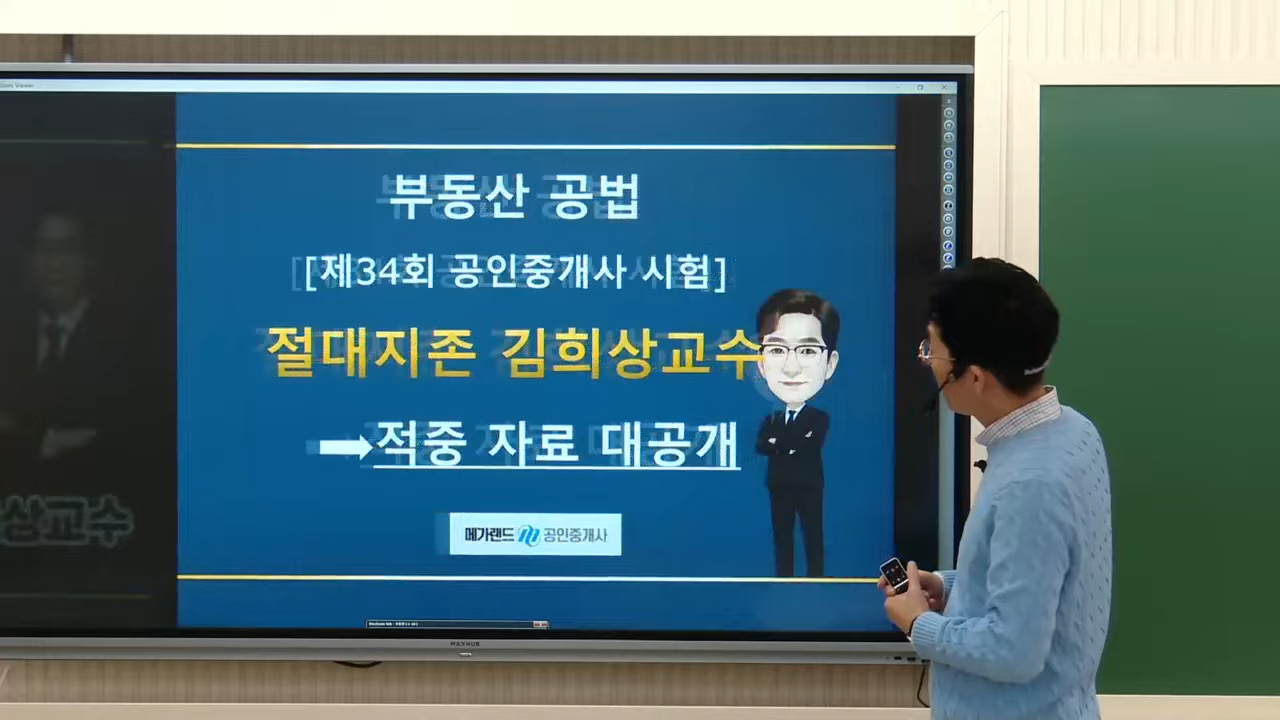 부동산 공법
[제34회 공인중개사 시험]
절대지존 김희상교수
➡적중 자료 대공개
메가랜드 공인중개사
상교수
MAXHUB